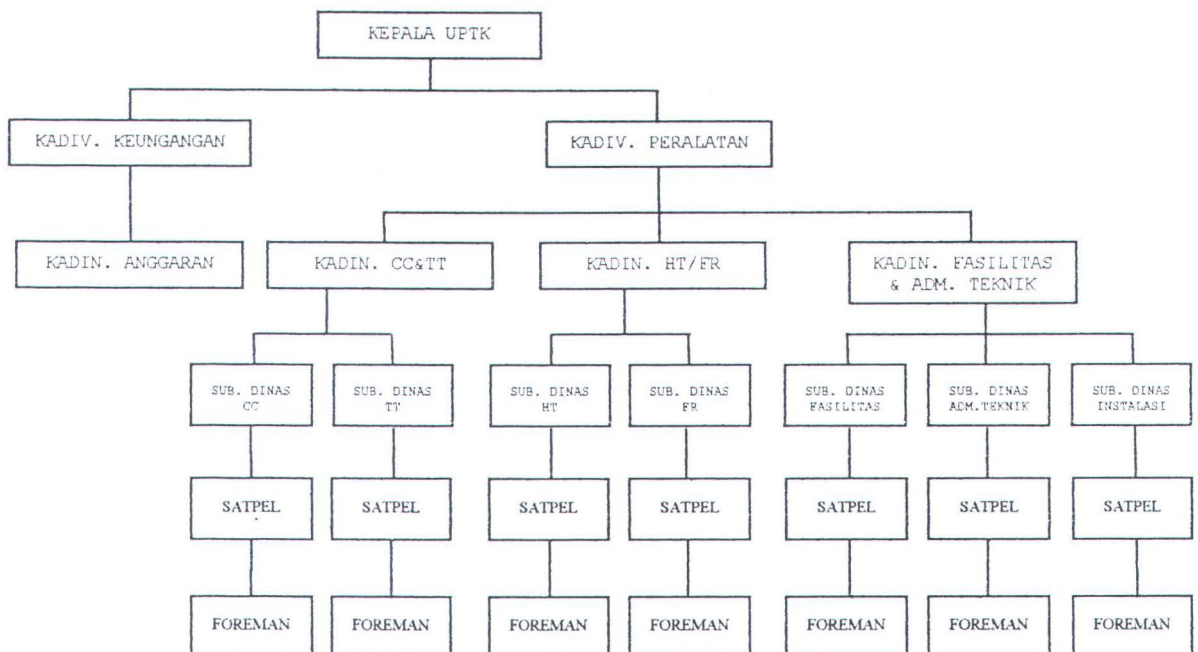 KEPALA UPTK
KADIV. KEUNGANGAN
KADIV. PERALATAN
KADIN. ANGGARAN
KADIN. CC&TT
KADIN. HT/FR
KADIN. FASILITAS
& ADM. TEKNIK
SUB. DINAS
CC
SUB. DINAS
TT
SUB. DINAS
HT
SUB. DINAS
FR
SUB. DINAS
FASILITAS
SUB. DINAS
ADM.TEKNIK
SUB. DINAS
INSTALASI
SATPEL
SATPEL
SATPEL
SATPEL
SATPEL
SATPEL
SATPEL
FOREMAN
FOREMAN
FOREMAN
FOREMAN
FOREMAN
FOREMAN
FOREMAN